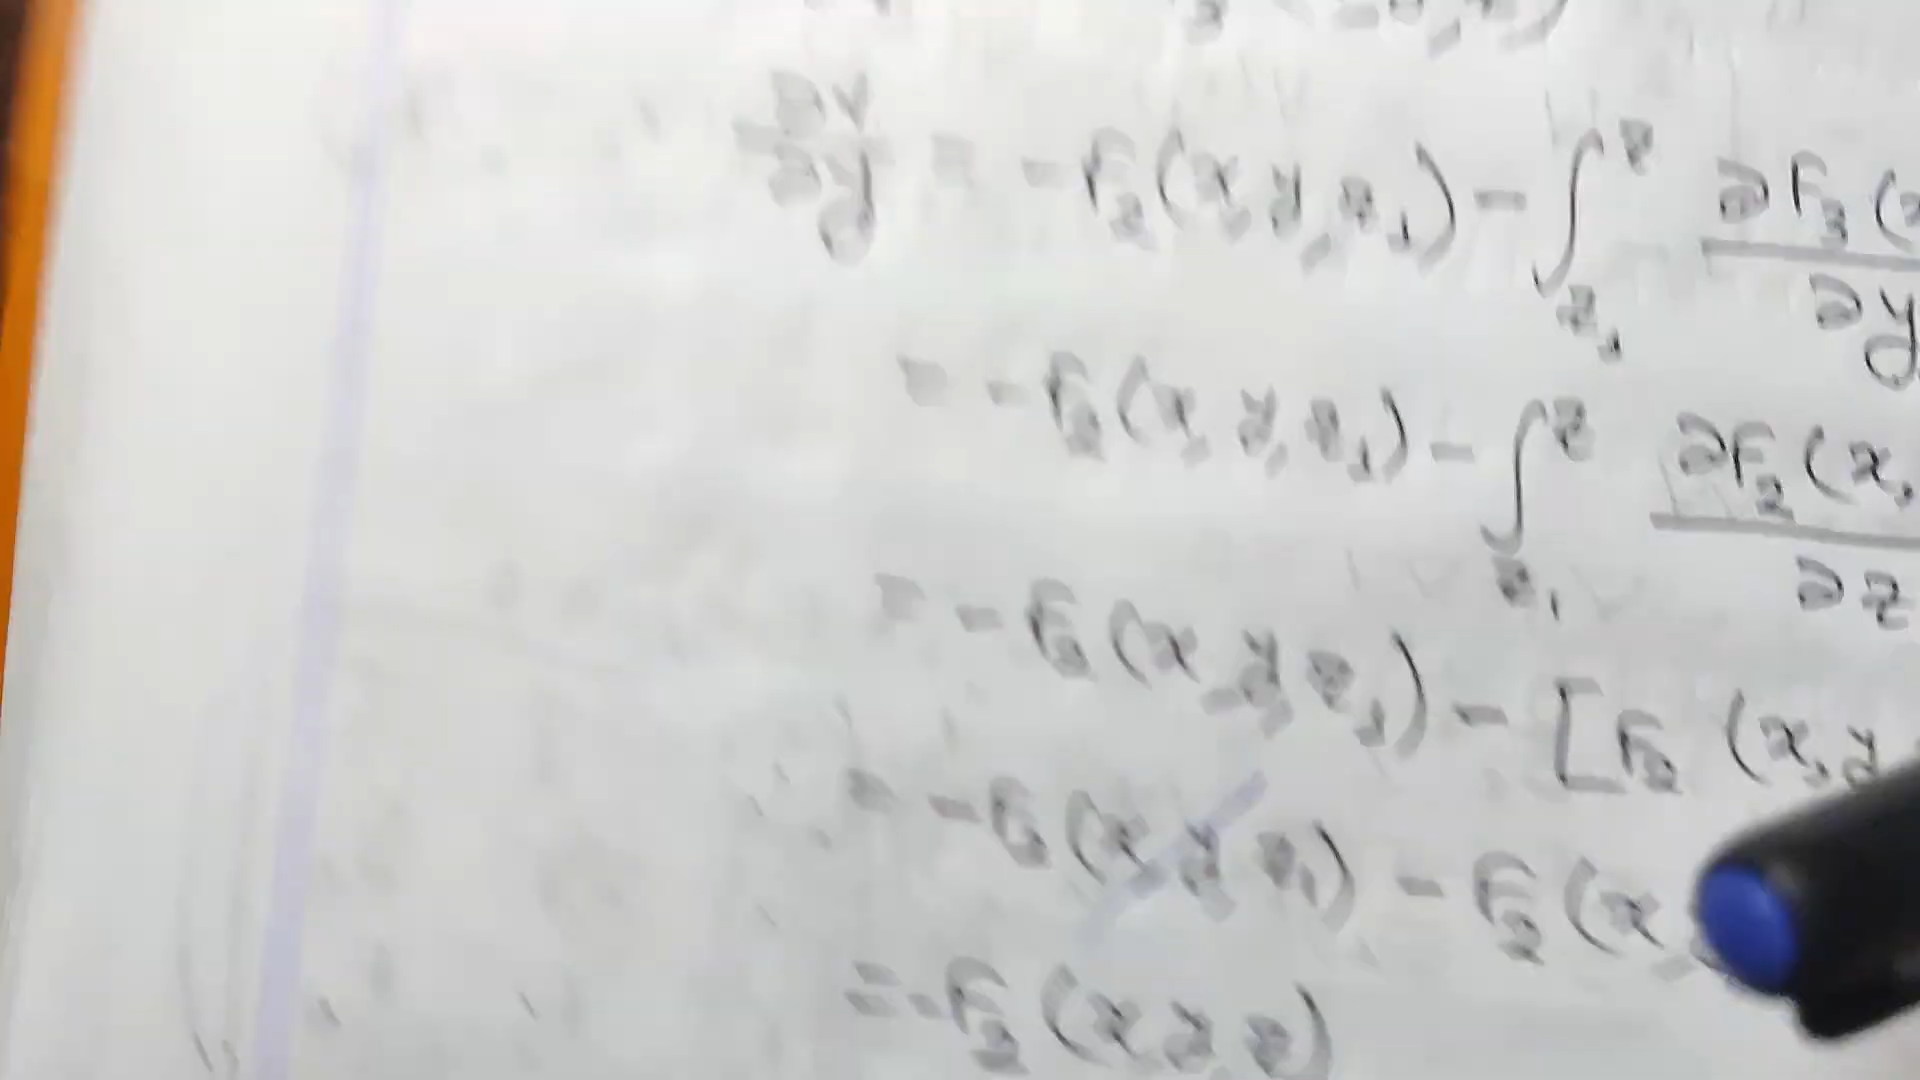 ∂V/∂y = -F₂(x, y, z₁) - ∫_{z₁}^{z} ∂F₃(x / ∂y
= -F₂(x, y, z₁) - ∫_{z₁}^{z} ∂F₂(x, / ∂z
= -F₂(x, y, z₁) - [F₂(x, y
= -F₂(x, y, z₁) - F₂(x,
= -F₂(x, y, z)